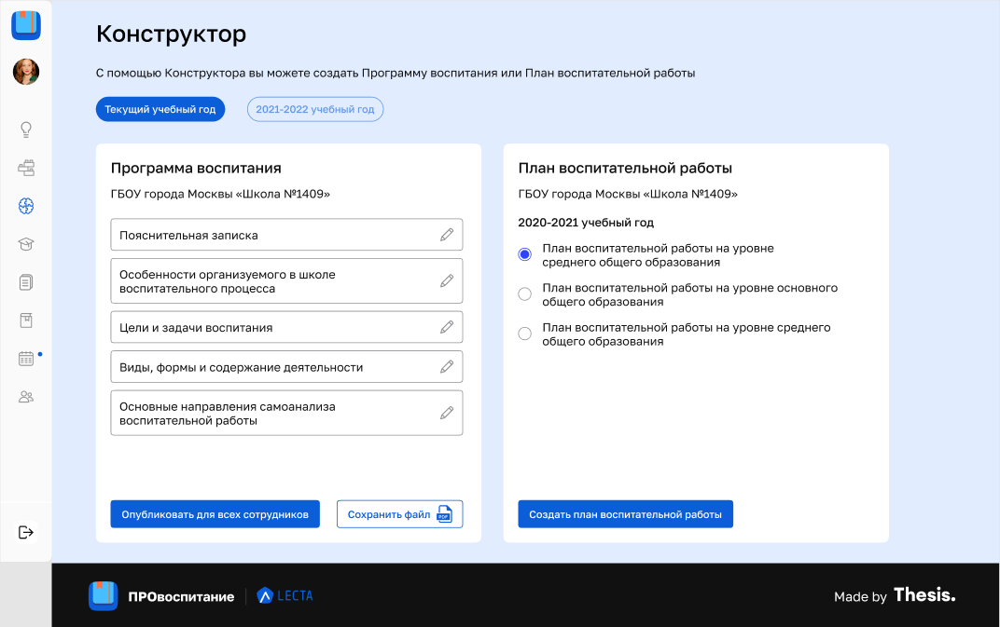 Конструктор
С помощью Конструктора вы можете создать Программу воспитания или План воспитательной работы
Текущий учебный год
2021-2022 учебный год
Программа воспитания
ГБОУ города Москвы «Школа №1409»
Пояснительная записка
Особенности организуемого в школе
воспитательного процесса
Цели и задачи воспитания
Виды, формы и содержание деятельности
Основные направления самоанализа
воспитательной работы
Опубликовать для всех сотрудников
Сохранить файл
PDF
План воспитательной работы
ГБОУ города Москвы «Школа №1409»
2020-2021 учебный год
План воспитательной работы на уровне
среднего общего образования
План воспитательной работы на уровне основного
общего образования
План воспитательной работы на уровне среднего
общего образования
Создать план воспитательной работы
ПРОвоспитание
LECTA
Made by Thesis.